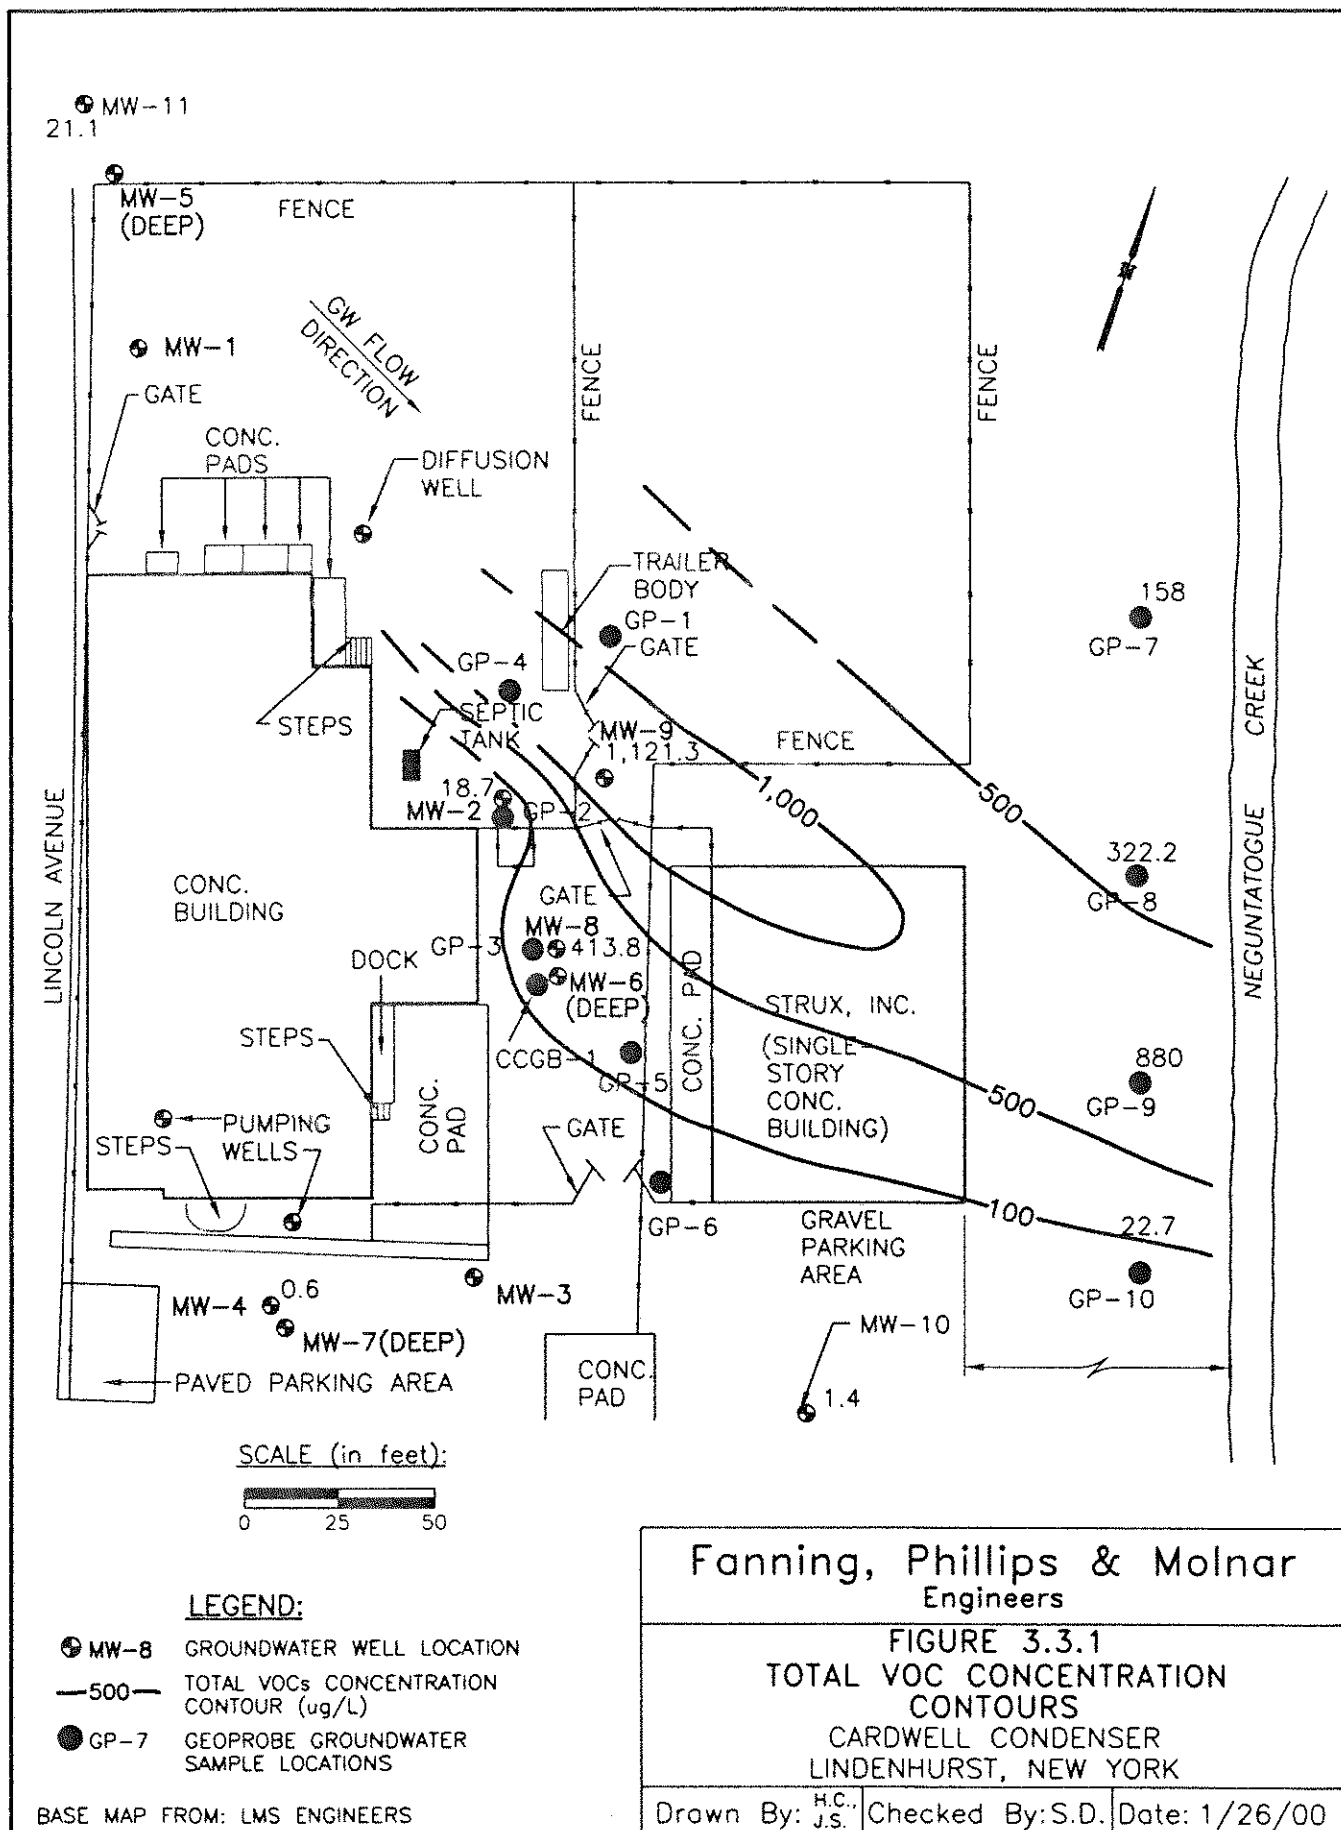 MW-11
21.1
MW-5
(DEEP)
FENCE
GW FLOW
DIRECTION
MW-1
GATE
FENCE
FENCE
CONC.
PADS
DIFFUSION
WELL
TRAILER
BODY
GP-1
GATE
158
GP-7
GP-4
STEPS
SEPTIC
TANK
MW-9
1,121.3
FENCE
NEGUNTATOGUE CREEK
18.7
MW-2
GP-2
1,000
500
LINCOLN AVENUE
322.2
GP-8
CONC.
BUILDING
GATE
MW-8
GP-3
413.8
DOCK
MW-6
(DEEP)
CONC. PAD
STRUX, INC.
(SINGLE
STORY
CONC.
BUILDING)
STEPS
CCGB-1
GP-5
880
GP-9
500
PUMPING
WELLS
STEPS
CONC.
PAD
GATE
100
GP-6
GRAVEL
PARKING
AREA
22.7
GP-10
0.6
MW-4
MW-3
MW-7(DEEP)
MW-10
PAVED PARKING AREA
CONC.
PAD
1.4
SCALE (in feet):
0 25 50
LEGEND:
MW-8 GROUNDWATER WELL LOCATION
500 TOTAL VOCs CONCENTRATION
CONTOUR (ug/L)
GP-7 GEOPROBE GROUNDWATER
SAMPLE LOCATIONS
BASE MAP FROM: LMS ENGINEERS
Fanning, Phillips & Molnar
Engineers
FIGURE 3.3.1
TOTAL VOC CONCENTRATION
CONTOURS
CARDWELL CONDENSER
LINDENHURST, NEW YORK
Drawn By: H.C., J.S. Checked By: S.D. Date: 1/26/00